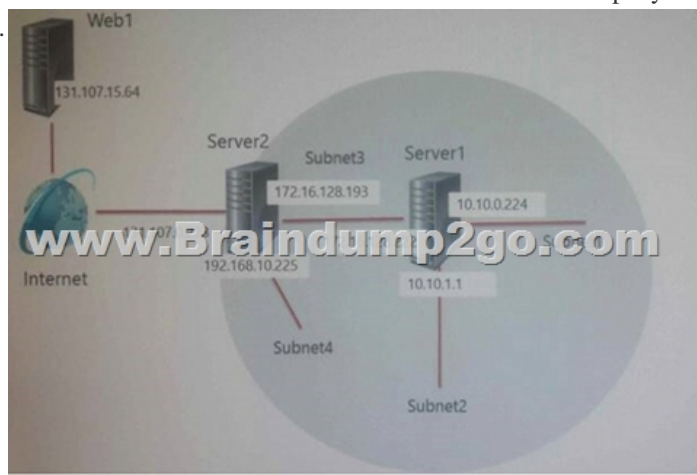 Web1
131.107.15.64
Server2
Subnet3
Server1
172.16.128.193
10.10.0.224
www.Braindump2go.com
192.168.10.225
10.10.1.1
Internet
Subnet4
Subnet2